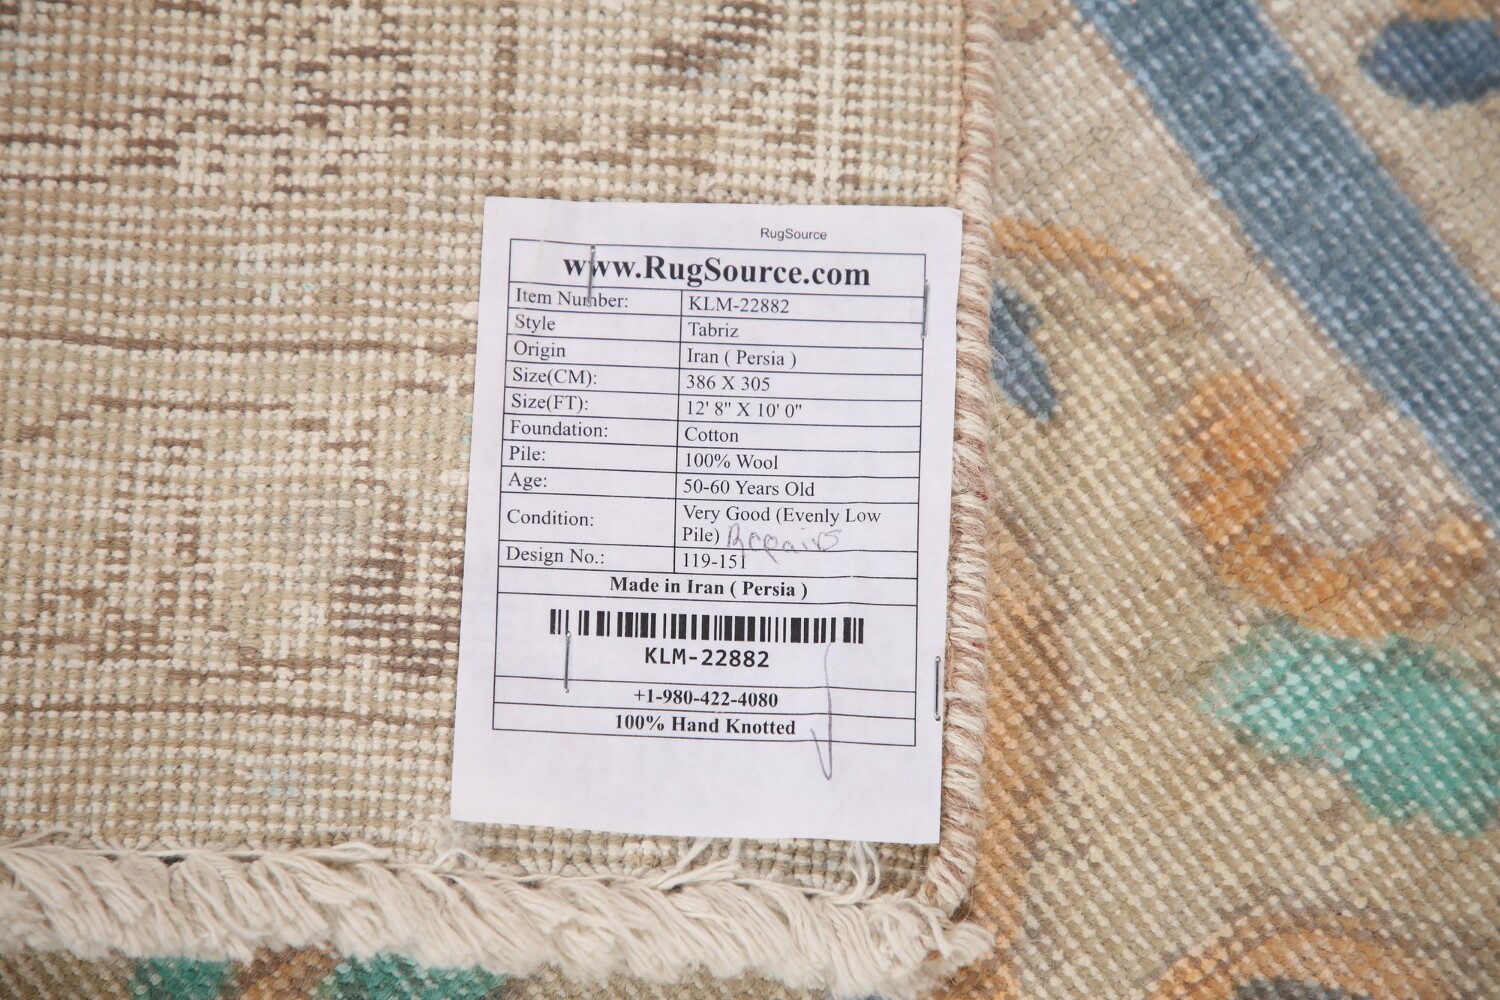 RugSource
www.RugSource.com
Item Number: KLM-22882
Style Tabriz
Origin Iran ( Persia )
Size(CM): 386 X 305
Size(FT): 12' 8" X 10' 0"
Foundation: Cotton
Pile: 100% Wool
Age: 50-60 Years Old
Condition: Very Good (Evenly Low
Pile) Repairs
Design No.: 119-151
Made in Iran ( Persia )
KLM-22882
+1-980-422-4080
100% Hand Knotted